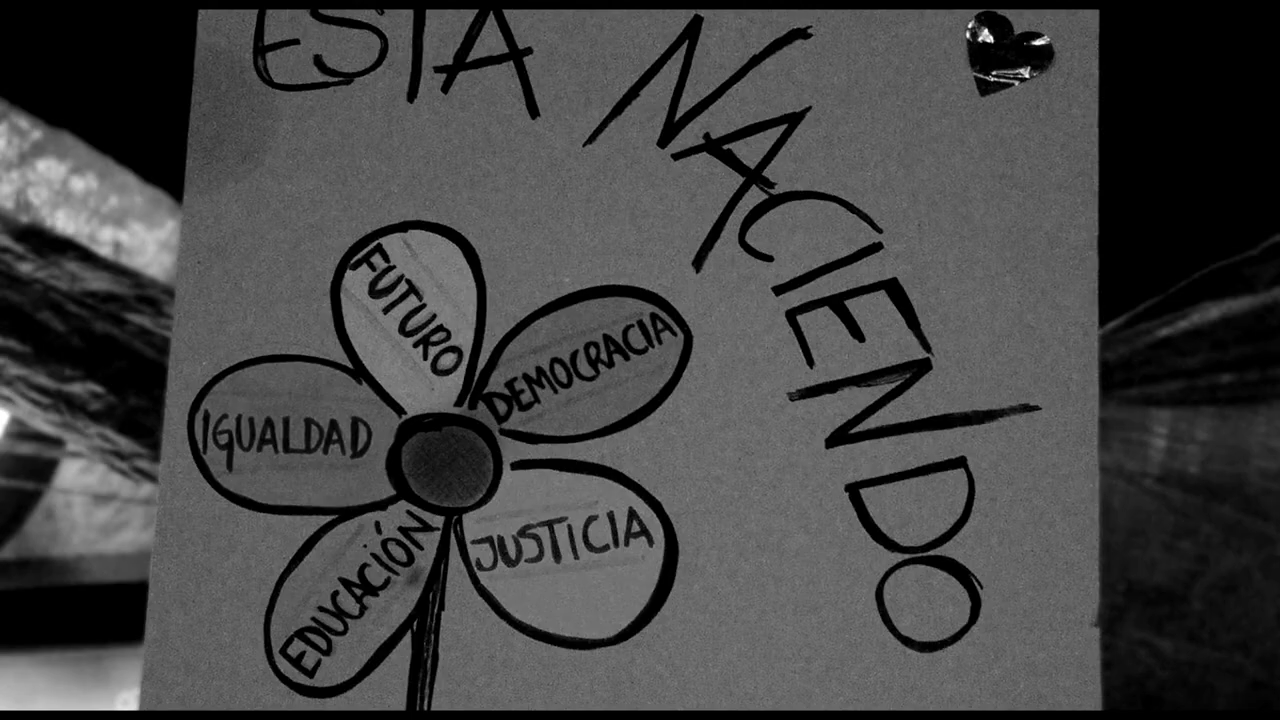 ESTA NACIENDO
FUTURO
DEMOCRACIA
IGUALDAD
JUSTICIA
EDUCACIÓN